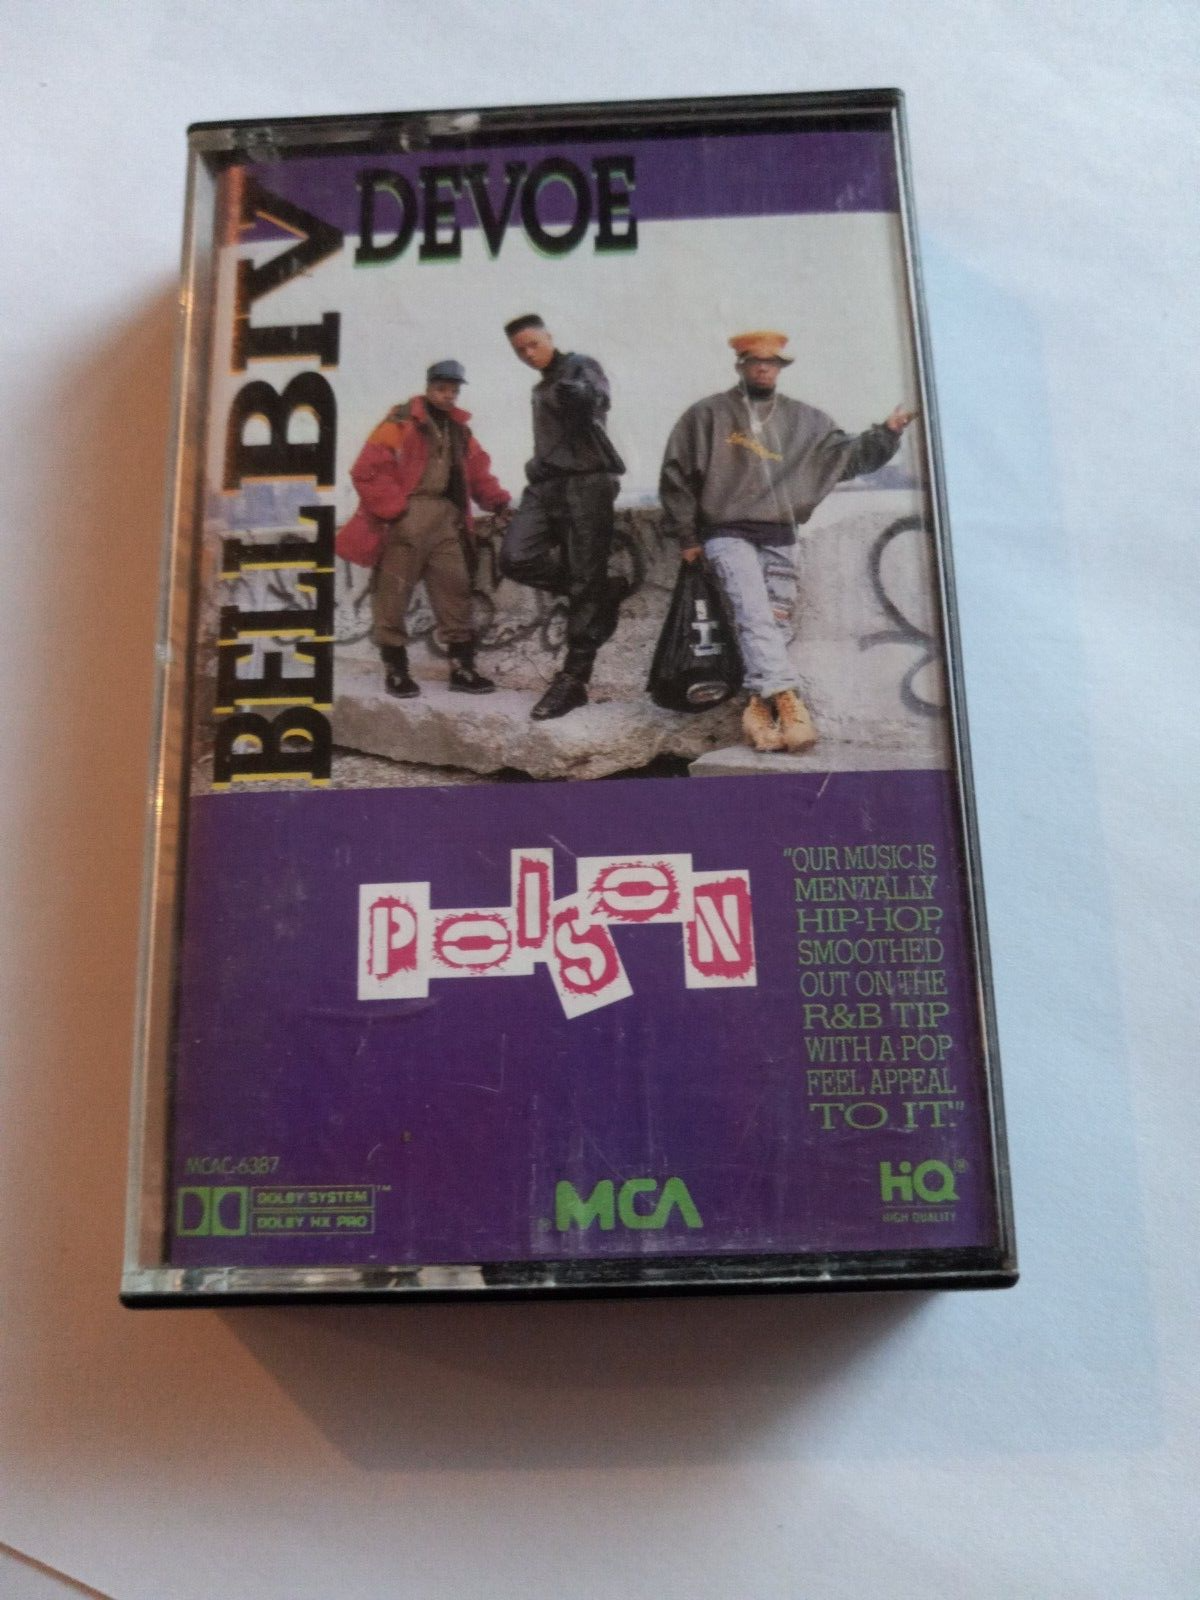 BELL BIV
DEVOE
POISON
"OUR MUSIC IS
MENTALLY
HIP-HOP,
SMOOTHED
OUT ON THE
R&B TIP
WITH A POP
FEEL APPEAL
TO IT."
MCAC-6387
DOLBY SYSTEM™
DOLBY HX PRO
MCA
HiQ®
HIGH QUALITY